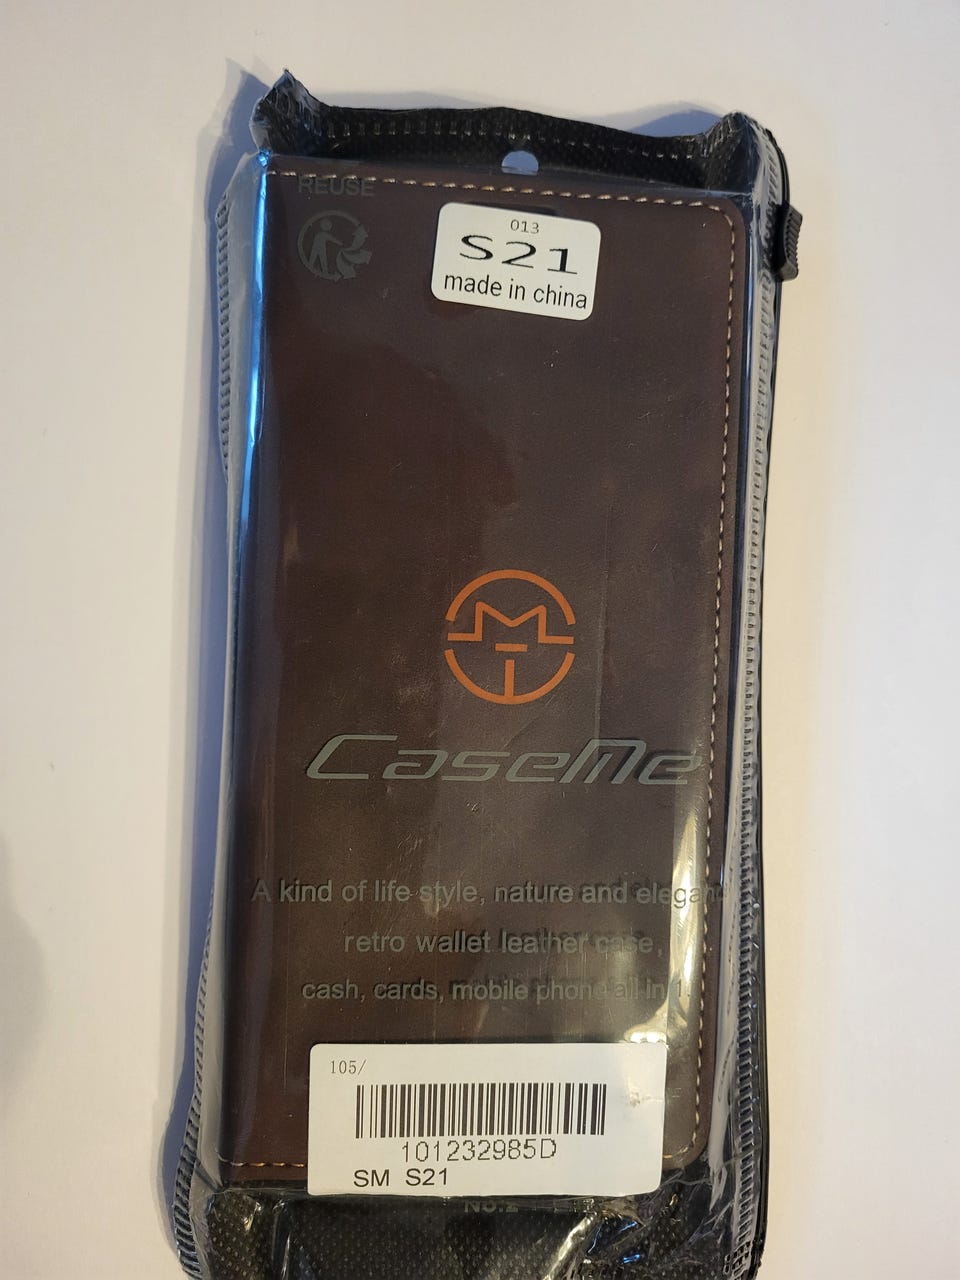 REUSE
013
S21
made in china
CaseMe
A kind of life style, nature and elegant
retro wallet leather case,
cash, cards, mobile phone all in 1.
105/
101232985D
SM S21